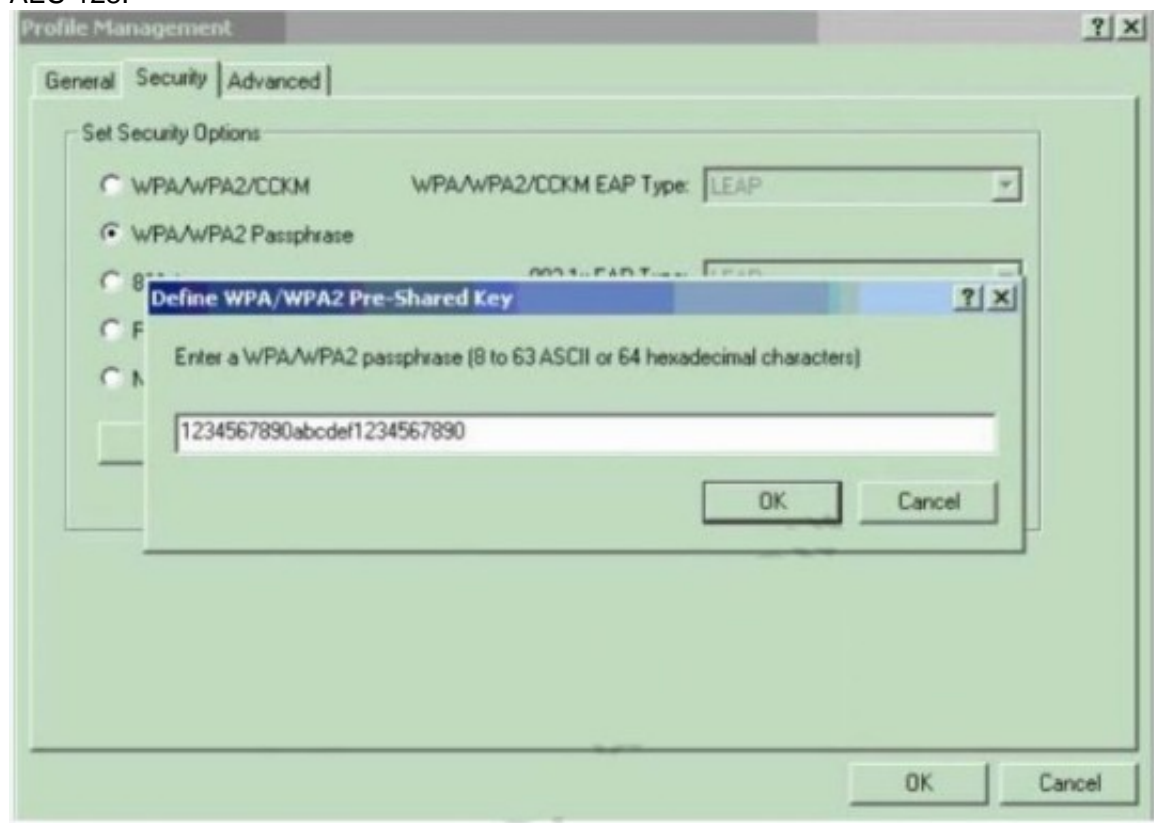 Profile Management
General Security Advanced
Set Security Options
WPA/WPA2/CCKM WPA/WPA2/CCKM EAP Type: LEAP
WPA/WPA2 Passphrase
Define WPA/WPA2 Pre-Shared Key
Enter a WPA/WPA2 passphrase (8 to 63 ASCII or 64 hexadecimal characters)
1234567890abcdef1234567890
OK Cancel
OK Cancel